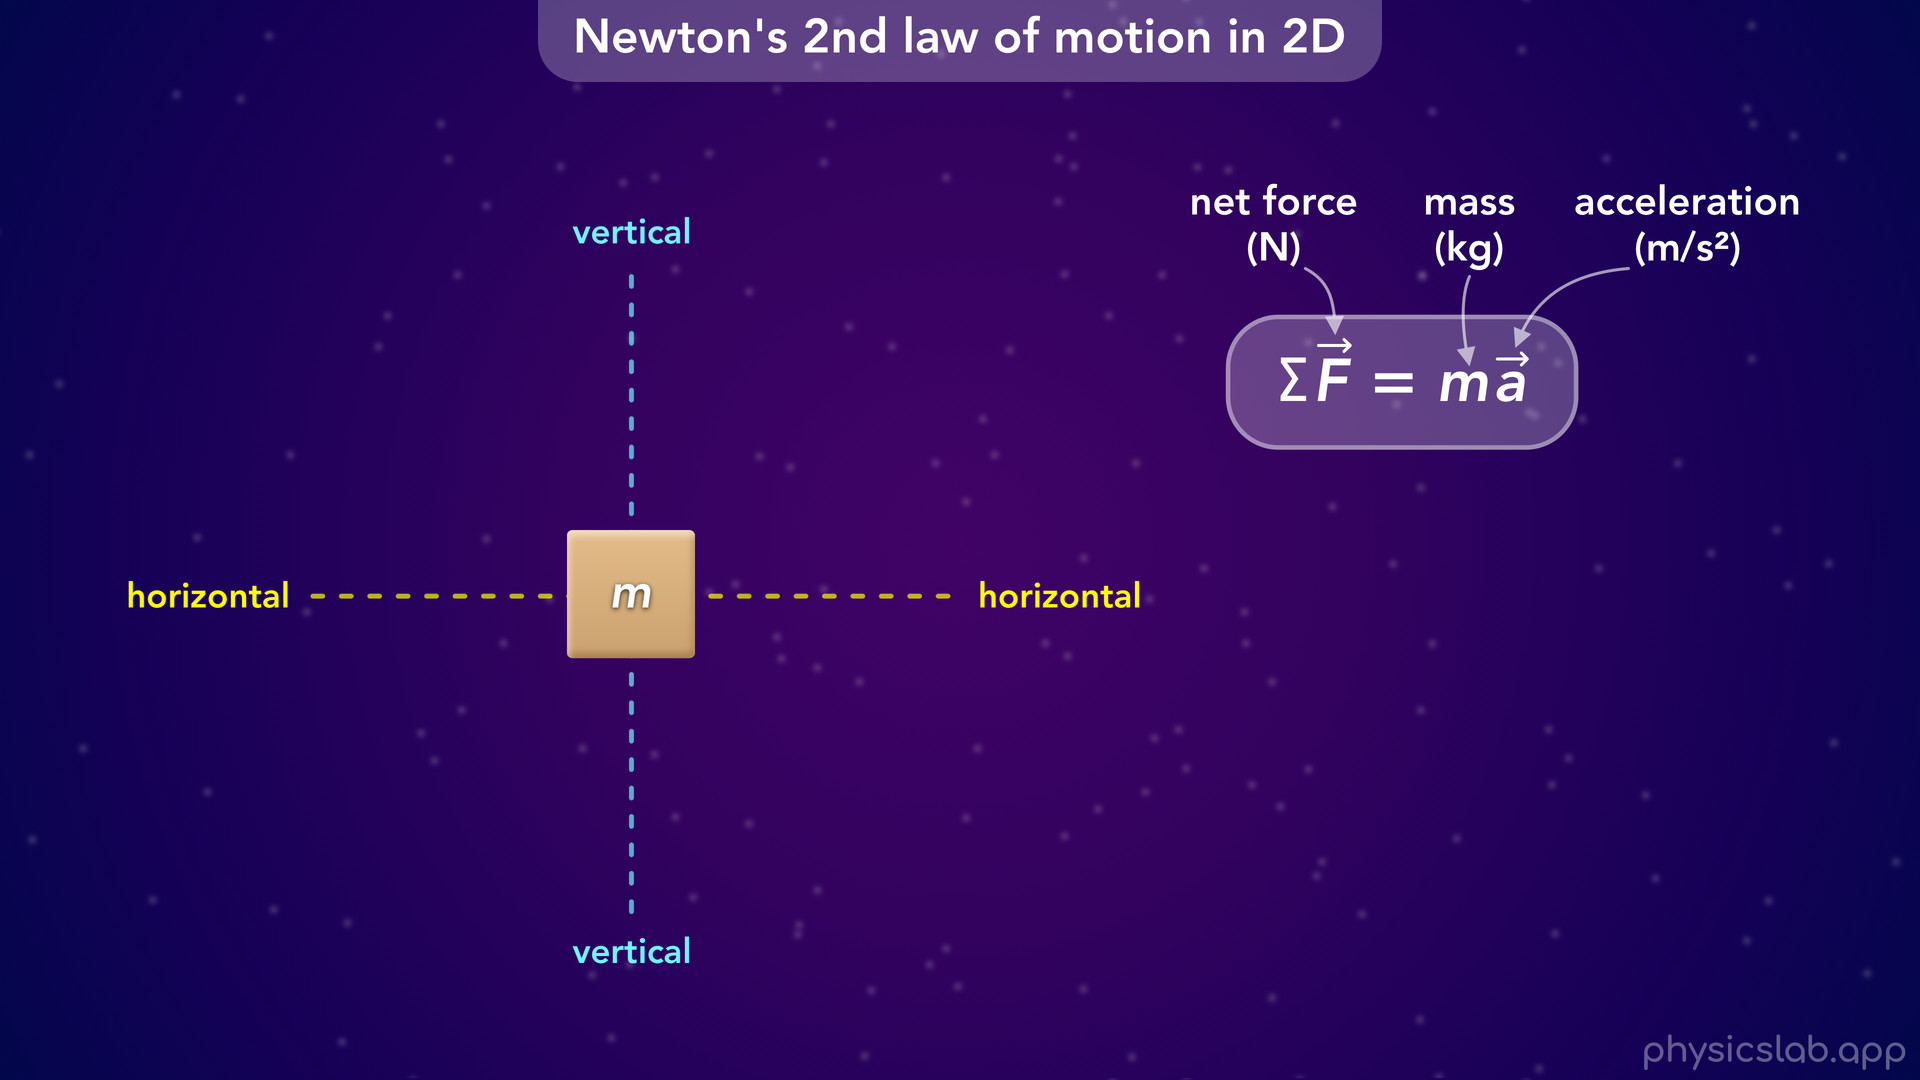 Newton's 2nd law of motion in 2D
net force mass acceleration
(N) (kg) (m/s²)
vertical
ΣF⃗ = ma⃗
horizontal m horizontal
vertical
physicslab.app